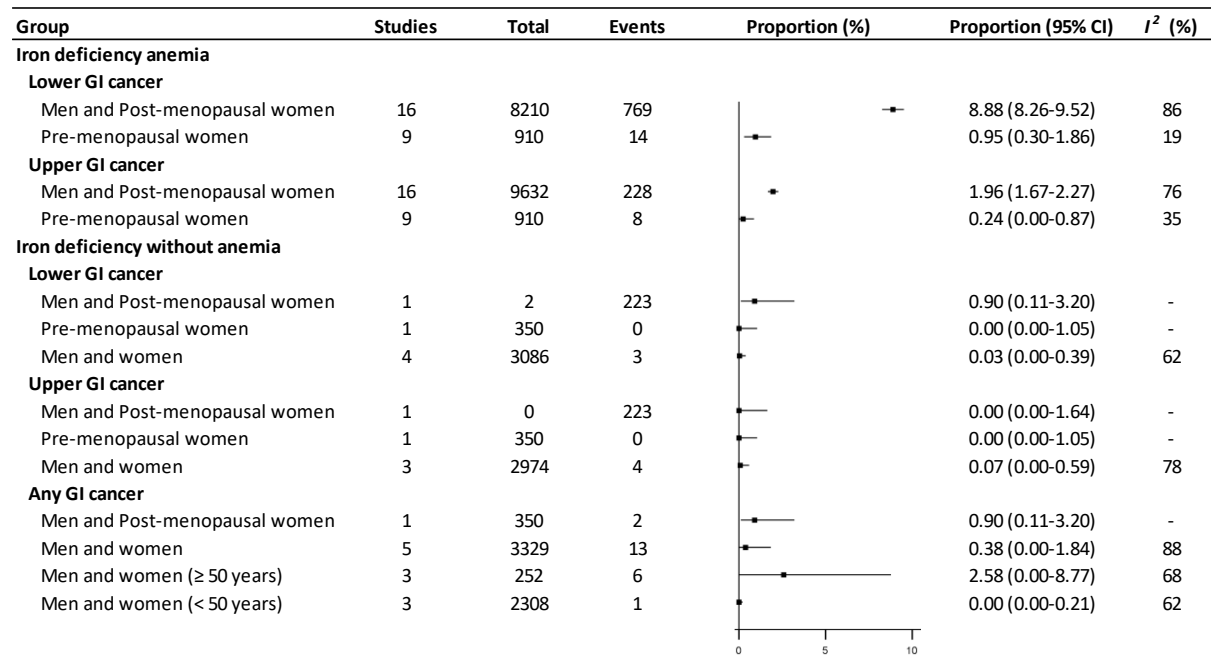 Group Studies Total Events Proportion (%) Proportion (95% CI) I² (%)
Iron deficiency anemia
Lower GI cancer
Men and Post-menopausal women 16 8210 769 8.88 (8.26-9.52) 86
Pre-menopausal women 9 910 14 0.95 (0.30-1.86) 19
Upper GI cancer
Men and Post-menopausal women 16 9632 228 1.96 (1.67-2.27) 76
Pre-menopausal women 9 910 8 0.24 (0.00-0.87) 35
Iron deficiency without anemia
Lower GI cancer
Men and Post-menopausal women 1 2 223 0.90 (0.11-3.20) -
Pre-menopausal women 1 350 0 0.00 (0.00-1.05) -
Men and women 4 3086 3 0.03 (0.00-0.39) 62
Upper GI cancer
Men and Post-menopausal women 1 0 223 0.00 (0.00-1.64) -
Pre-menopausal women 1 350 0 0.00 (0.00-1.05) -
Men and women 3 2974 4 0.07 (0.00-0.59) 78
Any GI cancer
Men and Post-menopausal women 1 350 2 0.90 (0.11-3.20) -
Men and women 5 3329 13 0.38 (0.00-1.84) 88
Men and women (≥ 50 years) 3 252 6 2.58 (0.00-8.77) 68
Men and women (< 50 years) 3 2308 1 0.00 (0.00-0.21) 62
0 5 10